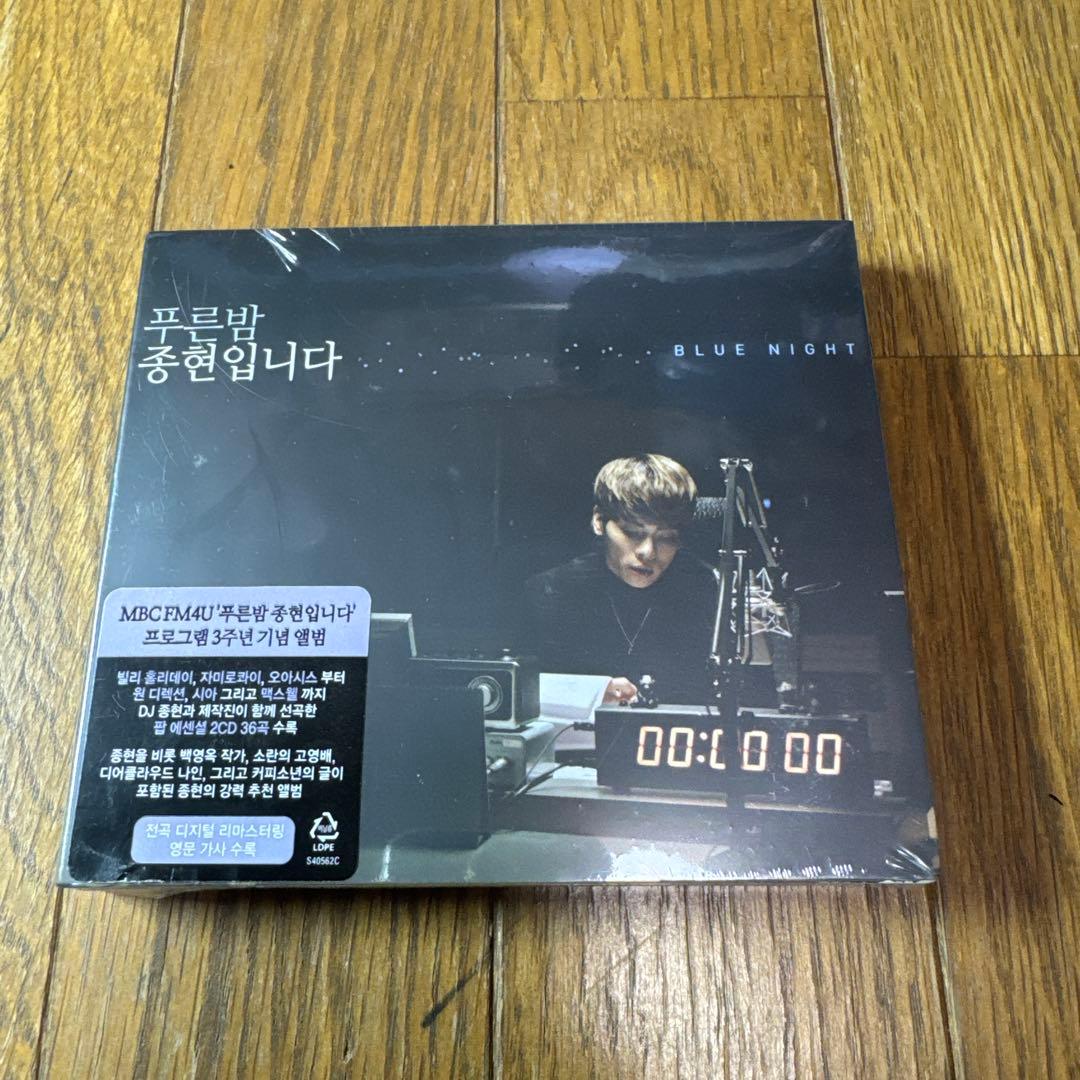 푸른밤
종현입니다
BLUE NIGHT
MBC FM4U '푸른밤 종현입니다'
프로그램 3주년 기념 앨범
빌리 홀리데이, 자미로콰이, 오아시스 부터
원 디렉션, 시아 그리고 맥스웰 까지
DJ 종현과 제작진이 함께 선곡한
팝 에센셜 2CD 36곡 수록
종현을 비롯 백영옥 작가, 소란의 고영배,
디어클라우드 나인, 그리고 커피소년의 글이
포함된 종현의 강력 추천 앨범
전곡 디지털 리마스터링
영문 가사 수록
비닐류
LDPE
S40562C
00:00 00